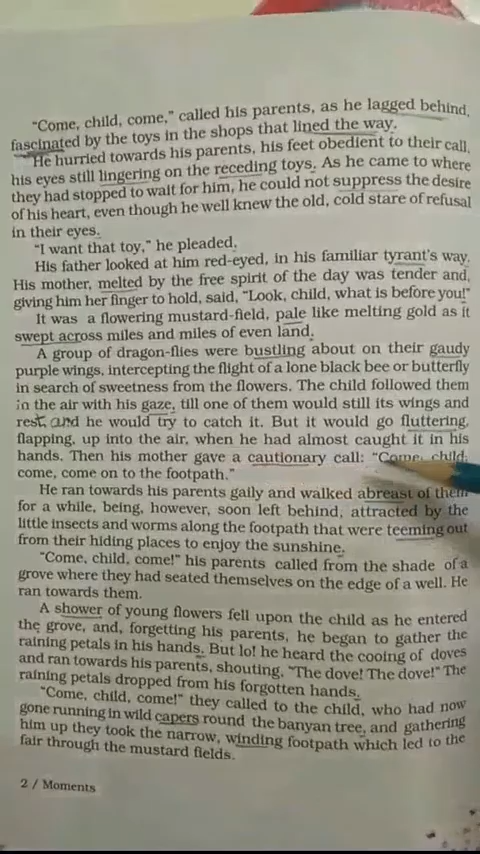 "Come, child, come," called his parents, as he lagged behind,
fascinated by the toys in the shops that lined the way.
He hurried towards his parents, his feet obedient to their call,
his eyes still lingering on the receding toys. As he came to where
they had stopped to wait for him, he could not suppress the desire
of his heart, even though he well knew the old, cold stare of refusal
in their eyes.
"I want that toy," he pleaded.
His father looked at him red-eyed, in his familiar tyrant's way.
His mother, melted by the free spirit of the day was tender and,
giving him her finger to hold, said, "Look, child, what is before you!"
It was a flowering mustard-field, pale like melting gold as it
swept across miles and miles of even land.
A group of dragon-flies were bustling about on their gaudy
purple wings, intercepting the flight of a lone black bee or butterfly
in search of sweetness from the flowers. The child followed them
in the air with his gaze, till one of them would still its wings and
rest, and he would try to catch it. But it would go fluttering,
flapping, up into the air, when he had almost caught it in his
hands. Then his mother gave a cautionary call: "Come, child,
come, come on to the footpath."
He ran towards his parents gaily and walked abreast of them
for a while, being, however, soon left behind, attracted by the
little insects and worms along the footpath that were teeming out
from their hiding places to enjoy the sunshine.
"Come, child, come!" his parents called from the shade of a
grove where they had seated themselves on the edge of a well. He
ran towards them.
A shower of young flowers fell upon the child as he entered
the grove, and, forgetting his parents, he began to gather the
raining petals in his hands. But lo! he heard the cooing of doves
and ran towards his parents, shouting, "The dove! The dove!" The
raining petals dropped from his forgotten hands.
"Come, child, come!" they called to the child, who had now
gone running in wild capers round the banyan tree, and gathering
him up they took the narrow, winding footpath which led to the
fair through the mustard fields.
2 / Moments